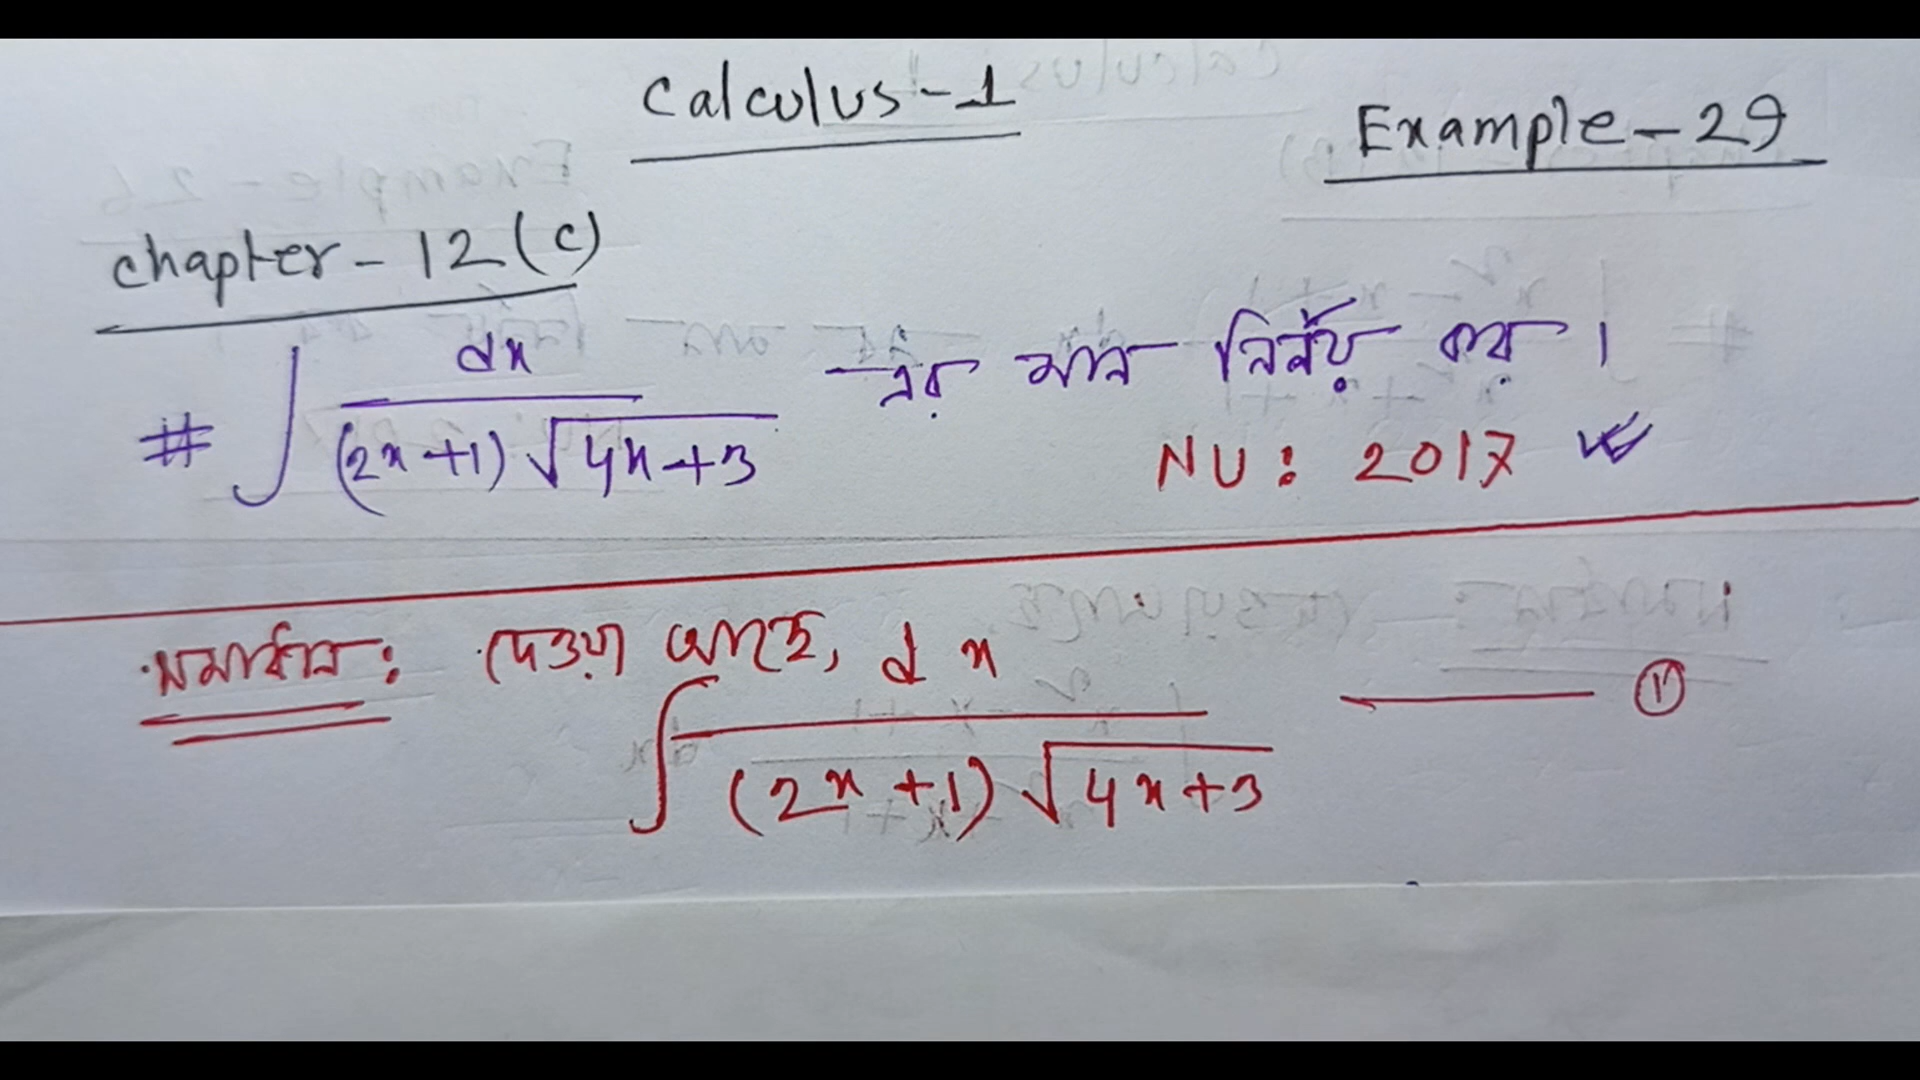 Calculus-1
Example-29
chapter-12(c)
# ∫ dx / (2x+1)√4x+3 -এর মান নির্ণয় কর।
NU: 2017
সমাধান: দেওয়া আছে,
∫ dx / (2x+1)√4x+3 —— ①